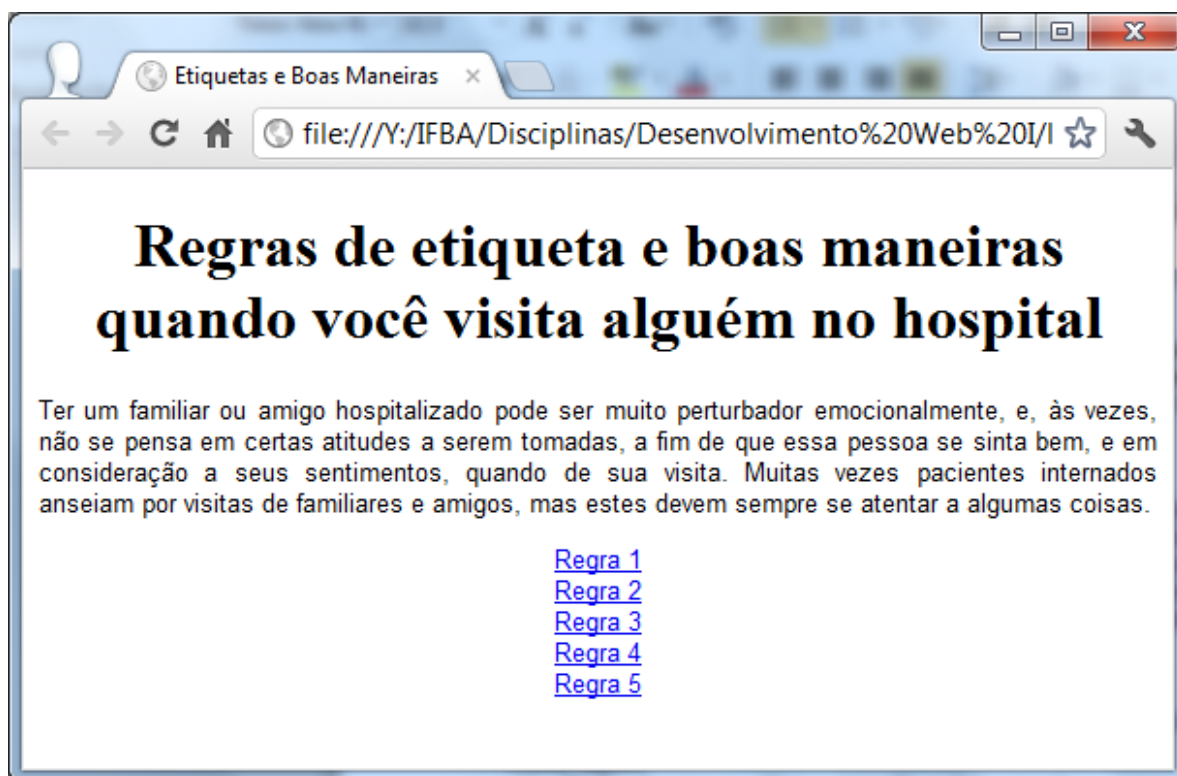 Etiquetas e Boas Maneiras
file:///Y:/IFBA/Disciplinas/Desenvolvimento%20Web%20I/I
Regras de etiqueta e boas maneiras
quando você visita alguém no hospital
Ter um familiar ou amigo hospitalizado pode ser muito perturbador emocionalmente, e, às vezes,
não se pensa em certas atitudes a serem tomadas, a fim de que essa pessoa se sinta bem, e em
consideração a seus sentimentos, quando de sua visita. Muitas vezes pacientes internados
anseiam por visitas de familiares e amigos, mas estes devem sempre se atentar a algumas coisas.
Regra 1
Regra 2
Regra 3
Regra 4
Regra 5